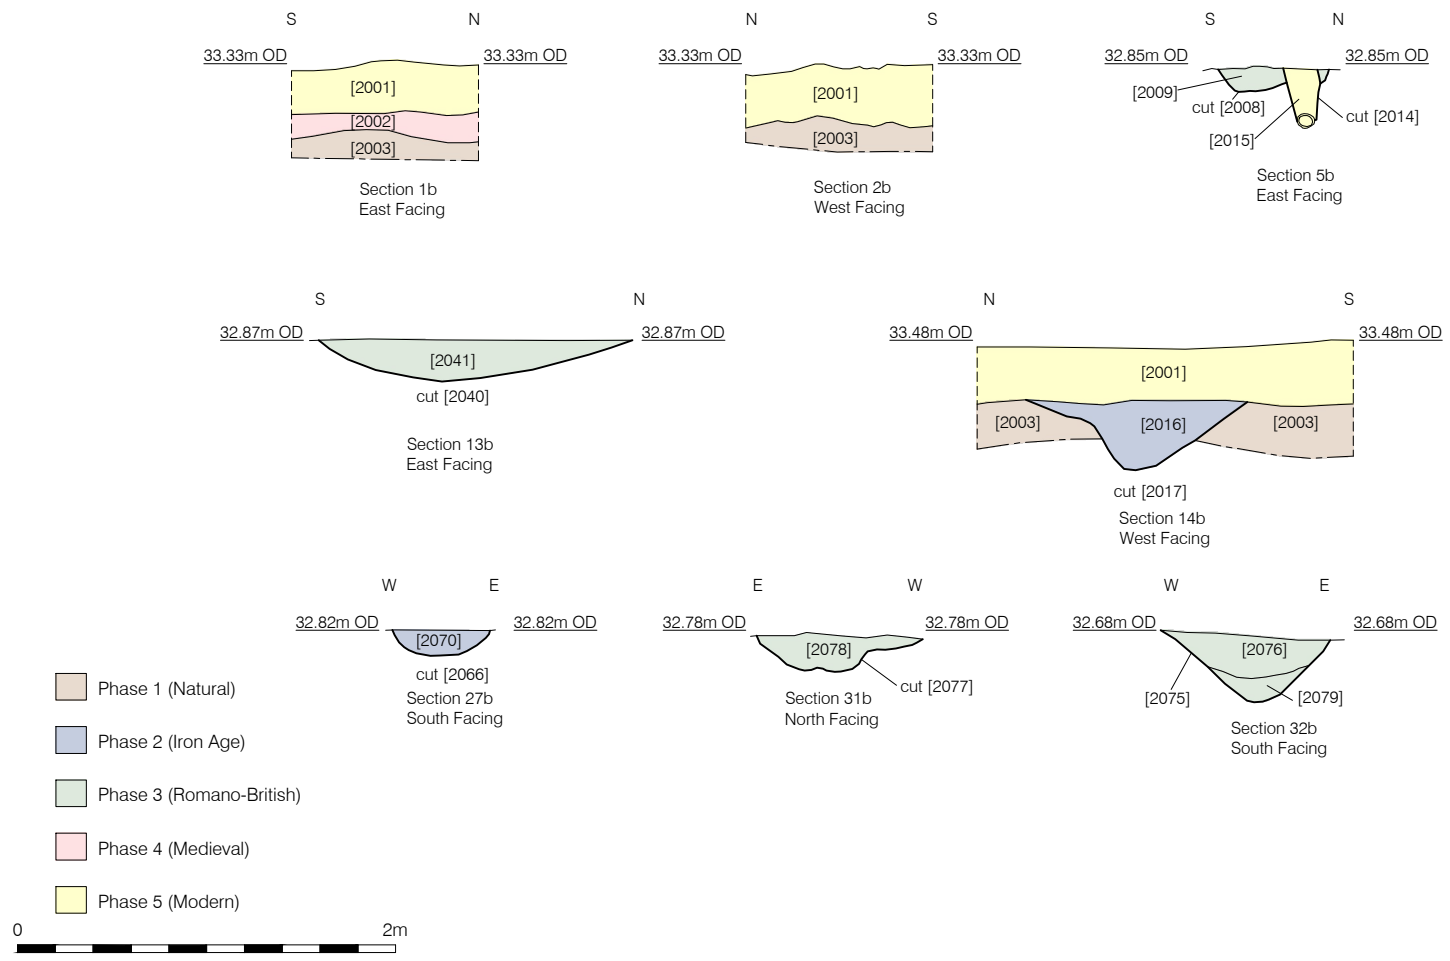 S
N
33.33m OD
33.33m OD
[2001]
[2002]
[2003]
Section 1b
East Facing
N
S
33.33m OD
33.33m OD
[2001]
[2003]
Section 2b
West Facing
S
N
32.85m OD
32.85m OD
[2009]
cut [2008]
cut [2014]
[2015]
Section 5b
East Facing
S
N
32.87m OD
32.87m OD
[2041]
cut [2040]
Section 13b
East Facing
N
S
33.48m OD
33.48m OD
[2001]
[2003]
[2016]
[2003]
cut [2017]
Section 14b
West Facing
W
E
32.82m OD
32.82m OD
[2070]
cut [2066]
Section 27b
South Facing
E
W
32.78m OD
32.78m OD
[2078]
cut [2077]
Section 31b
North Facing
W
E
32.68m OD
32.68m OD
[2076]
[2075]
[2079]
Section 32b
South Facing
Phase 1 (Natural)
Phase 2 (Iron Age)
Phase 3 (Romano-British)
Phase 4 (Medieval)
Phase 5 (Modern)
0
2m